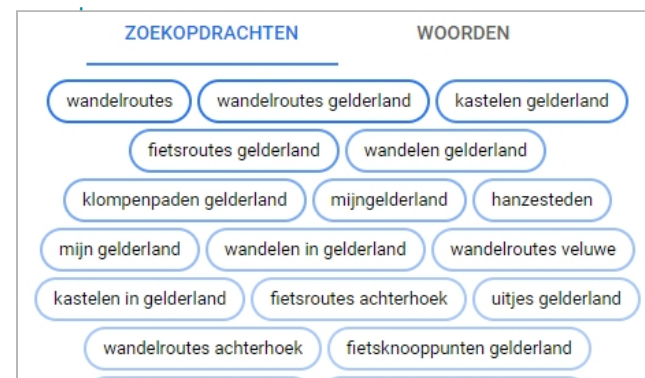 ZOEKOPDRACHTEN WOORDEN
wandelroutes wandelroutes gelderland kastelen gelderland
fietsroutes gelderland wandelen gelderland
klompenpaden gelderland mijngelderland hanzesteden
mijn gelderland wandelen in gelderland wandelroutes veluwe
kastelen in gelderland fietsroutes achterhoek uitjes gelderland
wandelroutes achterhoek fietsknooppunten gelderland